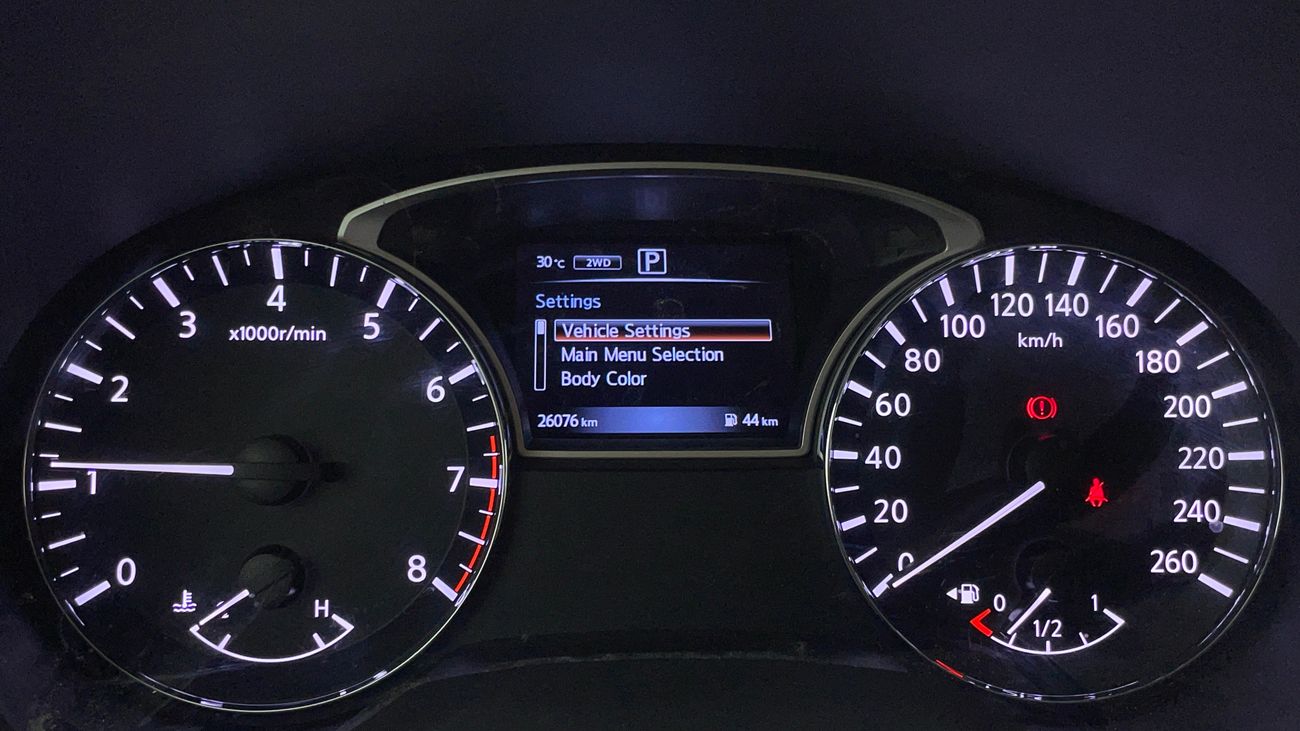 30°C 2WD P
Settings
Vehicle Settings
Main Menu Selection
Body Color
26076 km 44 km
0
1
2
3
4
5
6
7
8
x1000r/min
H
0
20
40
60
80
100
120
140
160
180
200
220
240
260
km/h
0
1/2
1